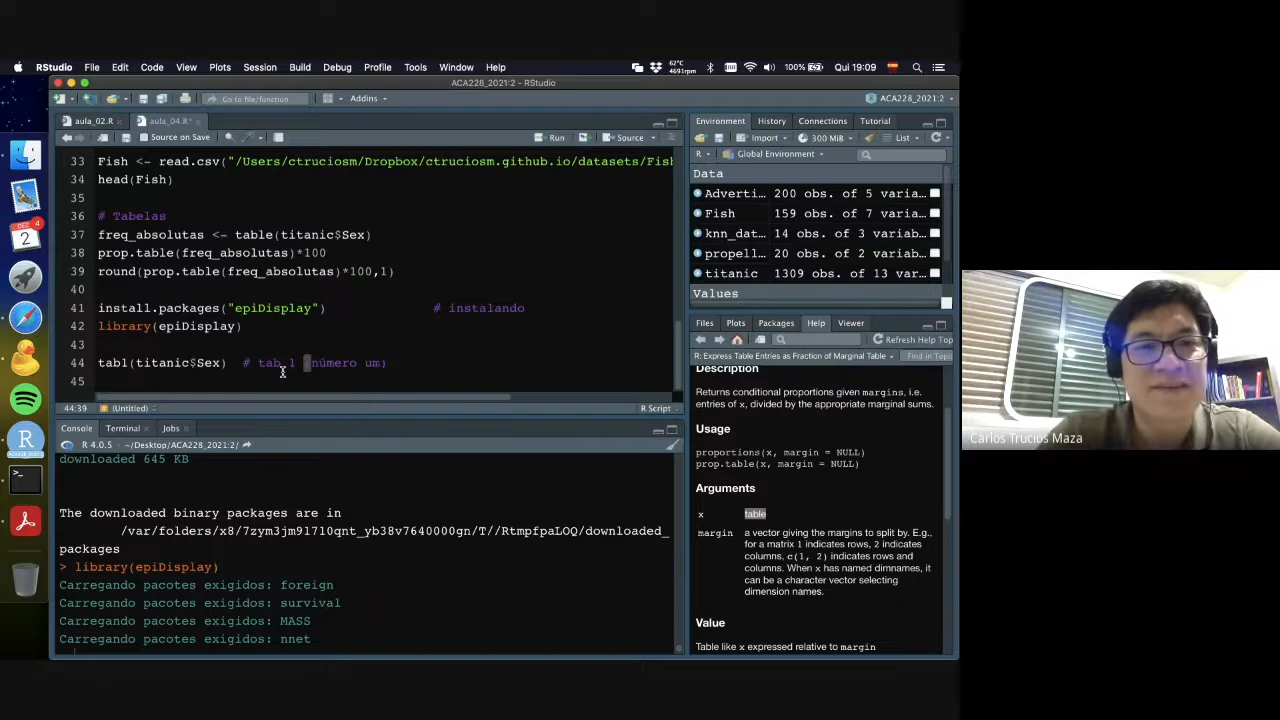 RStudio File Edit Code View Plots Session Build Debug Profile Tools Window Help
62°C
4691rpm
100%
Qui 19:09
ACA228_2021:2 - RStudio
Go to file/function
Addins
ACA228_2021:2
aula_02.R
aula_04.R*
Source on Save
Run
Source
33 Fish <- read.csv("/Users/ctruciosm/Dropbox/ctruciosm.github.io/datasets/Fish
34 head(Fish)
35
36 # Tabelas
37 freq_absolutas <- table(titanic$Sex)
38 prop.table(freq_absolutas)*100
39 round(prop.table(freq_absolutas)*100,1)
40
41 install.packages("epiDisplay") # instalando
42 library(epiDisplay)
43
44 tab1(titanic$Sex) # tab 1 (número um)
45
44:39 (Untitled) R Script
Console Terminal Jobs
R 4.0.5 · ~/Desktop/ACA228_2021:2/
downloaded 645 KB
The downloaded binary packages are in
/var/folders/x8/7zym3jm91710qnt_yb38v7640000gn/T//RtmpfpaLOQ/downloaded_
packages
> library(epiDisplay)
Carregando pacotes exigidos: foreign
Carregando pacotes exigidos: survival
Carregando pacotes exigidos: MASS
Carregando pacotes exigidos: nnet
Environment History Connections Tutorial
Import 300 MiB List
R Global Environment
Data
Adverti… 200 obs. of 5 varia…
Fish 159 obs. of 7 varia…
knn_dat… 14 obs. of 3 variab…
propell… 20 obs. of 2 variab…
titanic 1309 obs. of 13 var…
Values
Files Plots Packages Help Viewer
Refresh Help Top
R: Express Table Entries as Fraction of Marginal Table
Find in Topic
Description
Returns conditional proportions given margins, i.e.
entries of x, divided by the appropriate marginal sums.
Usage
proportions(x, margin = NULL)
prop.table(x, margin = NULL)
Arguments
x table
margin a vector giving the margins to split by. E.g.,
for a matrix 1 indicates rows, 2 indicates
columns, c(1, 2) indicates rows and
columns. When x has named dimnames, it
can be a character vector selecting
dimension names.
Value
Table like x expressed relative to margin
DEZ
2
4
Carlos Trucios Maza